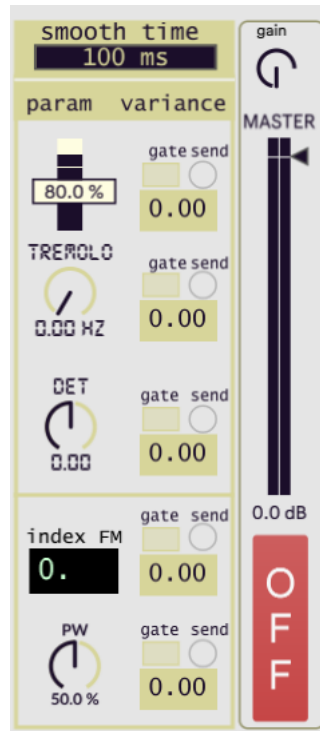 smooth time
100 ms
param variance
gate send
80.0 %
0.00
TREMOLO
gate send
0.00 HZ
0.00
DET
gate send
0.00
0.00
index FM
gate send
0.
0.00
PW
gate send
50.0 %
0.00
gain
MASTER
0.0 dB
OFF